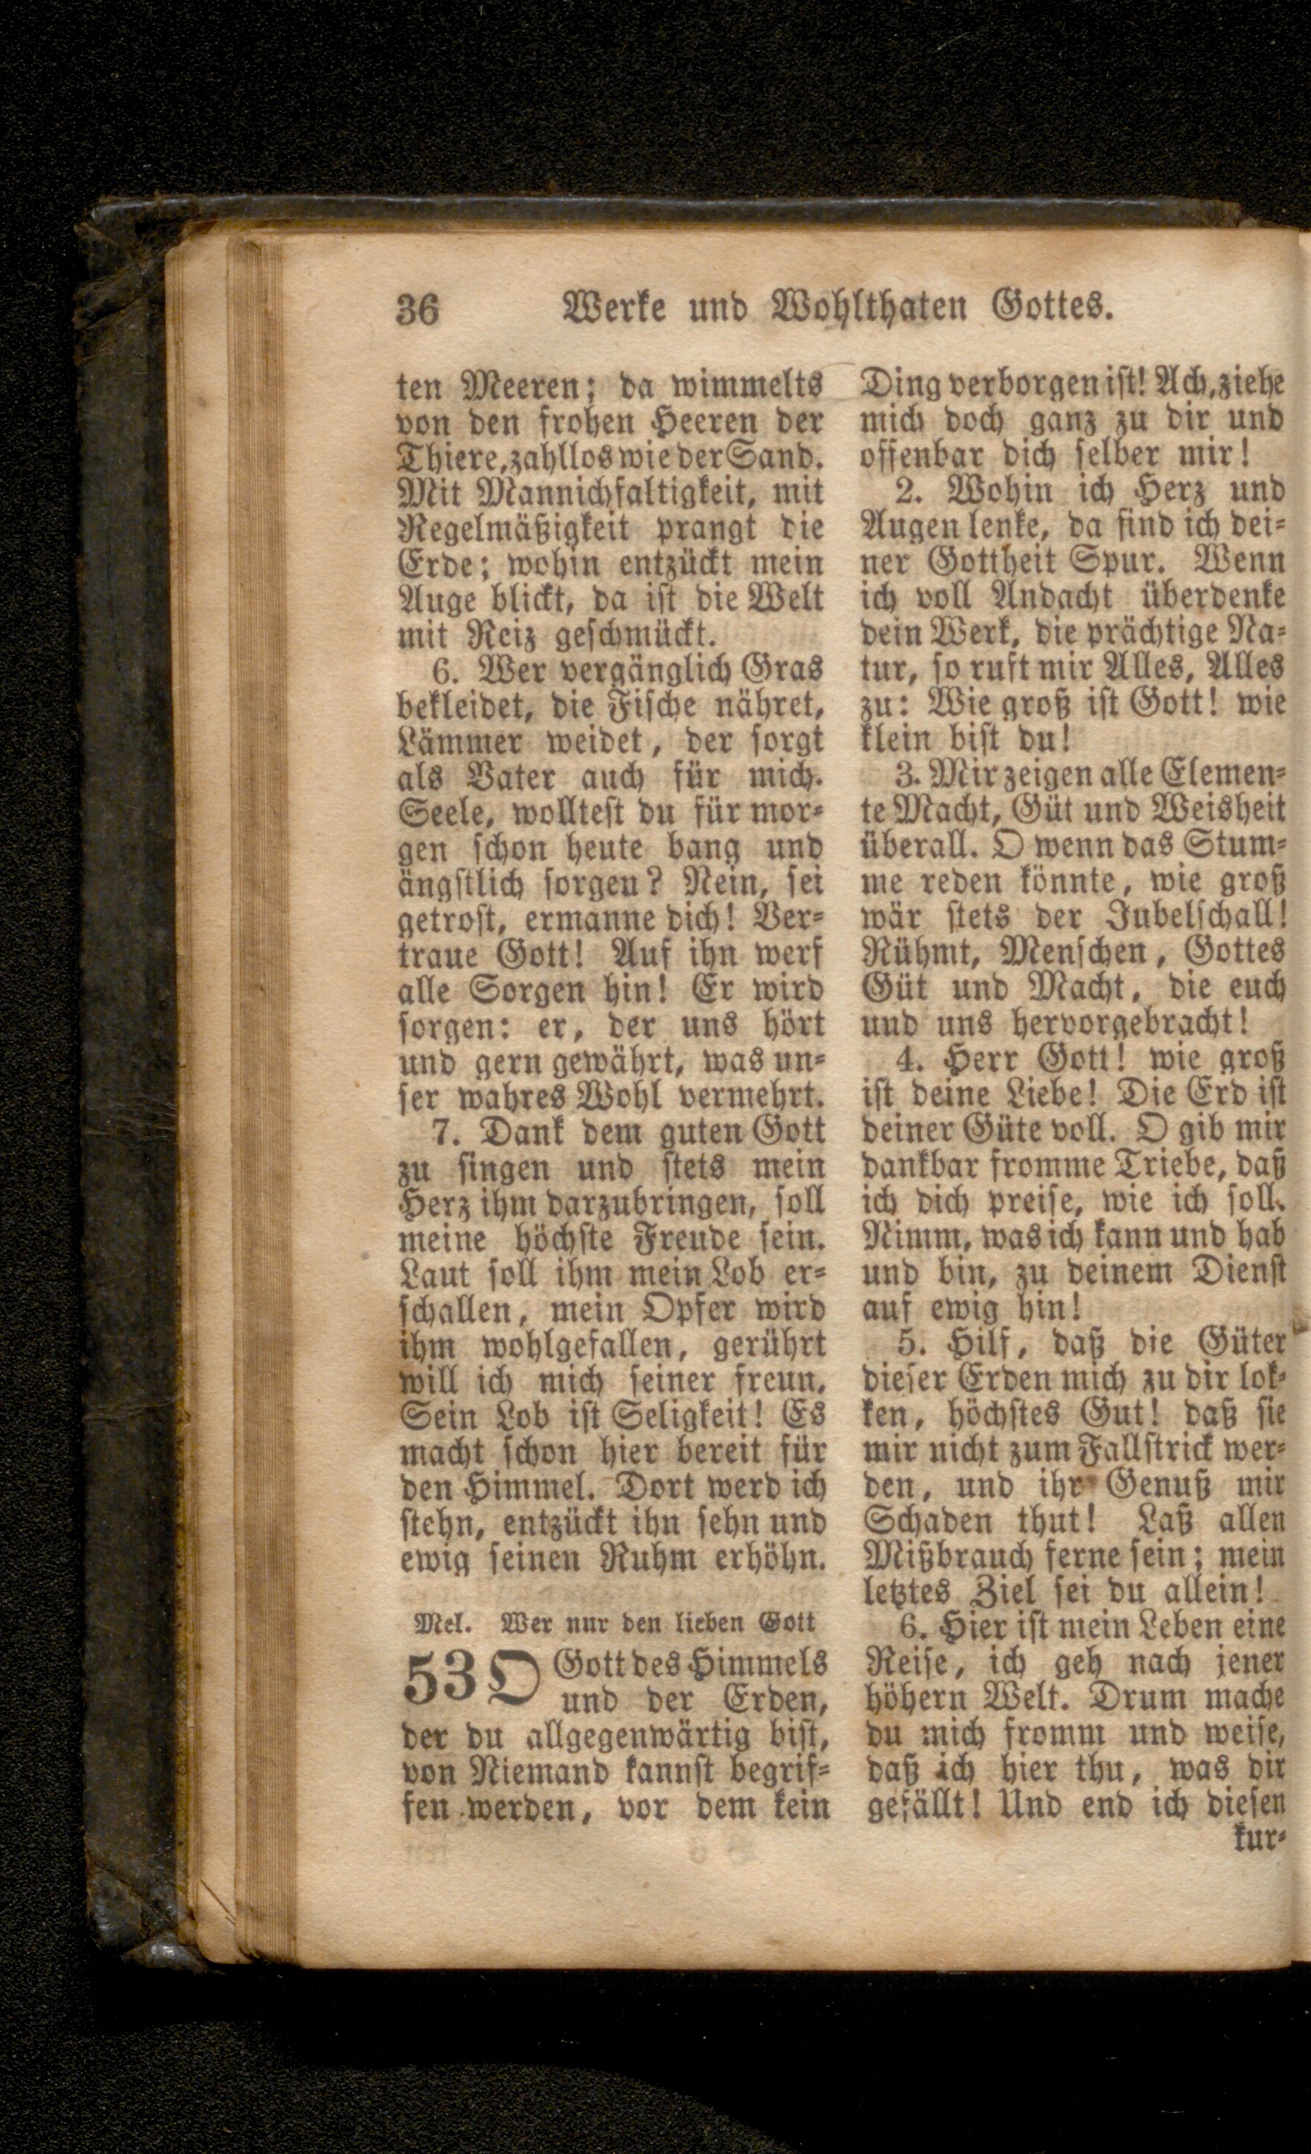 36 Werke und Wohlthaten Gottes.
ten Meeren; da wimmelts
von den frohen Heeren der
Thiere, zahllos wie der Sand.
Mit Mannichfaltigkeit, mit
Regelmäßigkeit prangt die
Erde; wohin entzückt mein
Auge blickt, da ist die Welt
mit Reiz geschmückt.
6. Wer vergänglich Gras
bekleidet, die Fische nähret,
Lämmer weidet, der sorgt
als Vater auch für mich.
Seele, wolltest du für mor-
gen schon heute bang und
ängstlich sorgen? Nein, sei
getrost, ermanne dich! Ver-
traue Gott! Auf ihn werf
alle Sorgen hin! Er wird
sorgen: er, der uns hört
und gern gewährt, was un-
ser wahres Wohl vermehrt.
7. Dank dem guten Gott
zu singen und stets mein
Herz ihm darzubringen, soll
meine höchste Freude sein.
Laut soll ihm mein Lob er-
schallen, mein Opfer wird
ihm wohlgefallen, gerührt
will ich mich seiner freun.
Sein Lob ist Seligkeit! Es
macht schon hier bereit für
den Himmel. Dort werd ich
stehn, entzückt ihn sehn und
ewig seinen Ruhm erhöhn.
Mel. Wer nur den lieben Gott
53 O Gott des Himmels
und der Erden,
der du allgegenwärtig bist,
von Niemand kannst begrif-
fen werden, vor dem kein
Ding verborgen ist! Ach, ziehe
mich doch ganz zu dir und
offenbar dich selber mir!
2. Wohin ich Herz und
Augen lenke, da find ich dei-
ner Gottheit Spur. Wenn
ich voll Andacht überdenke
dein Werk, die prächtige Na-
tur, so ruft mir Alles, Alles
zu: Wie groß ist Gott! wie
klein bist du!
3. Mir zeigen alle Elemen-
te Macht, Güt und Weisheit
überall. O wenn das Stum-
me reden könnte, wie groß
wär stets der Jubelschall!
Rühmt, Menschen, Gottes
Güt und Macht, die euch
und uns hervorgebracht!
4. Herr Gott! wie groß
ist deine Liebe! Die Erd ist
deiner Güte voll. O gib mir
dankbar fromme Triebe, daß
ich dich preise, wie ich soll.
Nimm, was ich kann und hab
und bin, zu deinem Dienst
auf ewig hin!
5. Hilf, daß die Güter
dieser Erden mich zu dir lok-
ken, höchstes Gut! daß sie
mir nicht zum Fallstrick wer-
den, und ihr Genuß mir
Schaden thut! Laß allen
Mißbrauch ferne sein; mein
letztes Ziel sei du allein!
6. Hier ist mein Leben eine
Reise, ich geh nach jener
höhern Welt. Drum mache
du mich fromm und weise,
daß ich hier thu, was dir
gefällt! Und end ich diesen
kur-